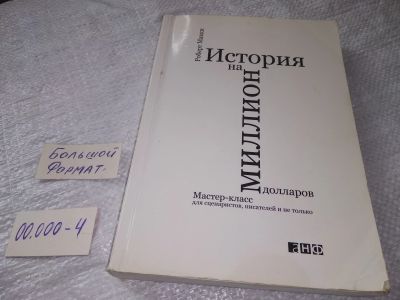 Роберт Макки
История
на
миллион
долларов
Мастер-класс
для сценаристов, писателей и не только
АНФ
БОЛЬШОЙ
ФОРМАТ.
00.000-4